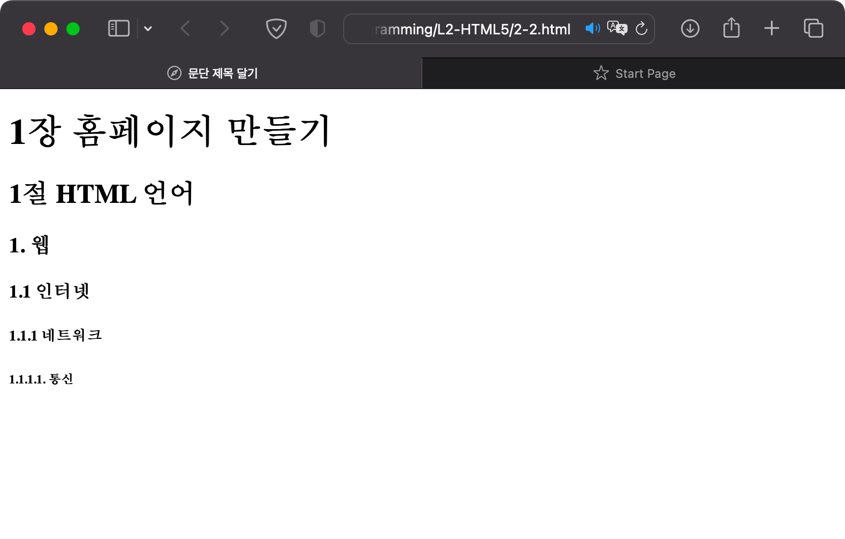 ramming/L2-HTML5/2-2.html
문단 제목 달기
Start Page
1장 홈페이지 만들기
1절 HTML 언어
1. 웹
1.1 인터넷
1.1.1 네트워크
1.1.1.1. 통신